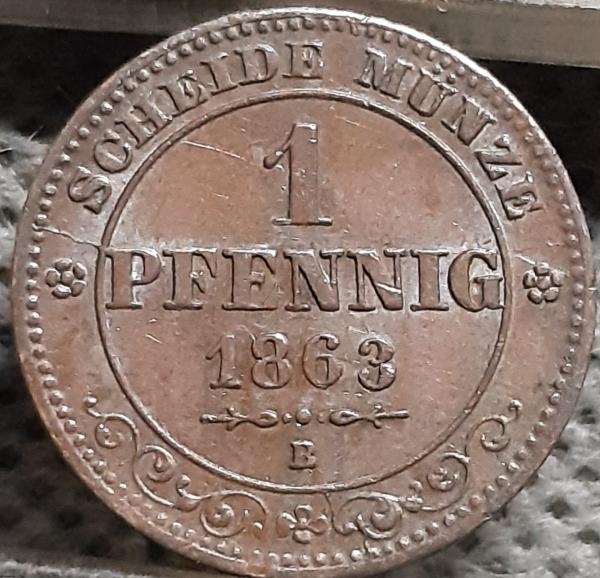 SCHEIDE MÜNZE
1
PFENNIG
1863
B